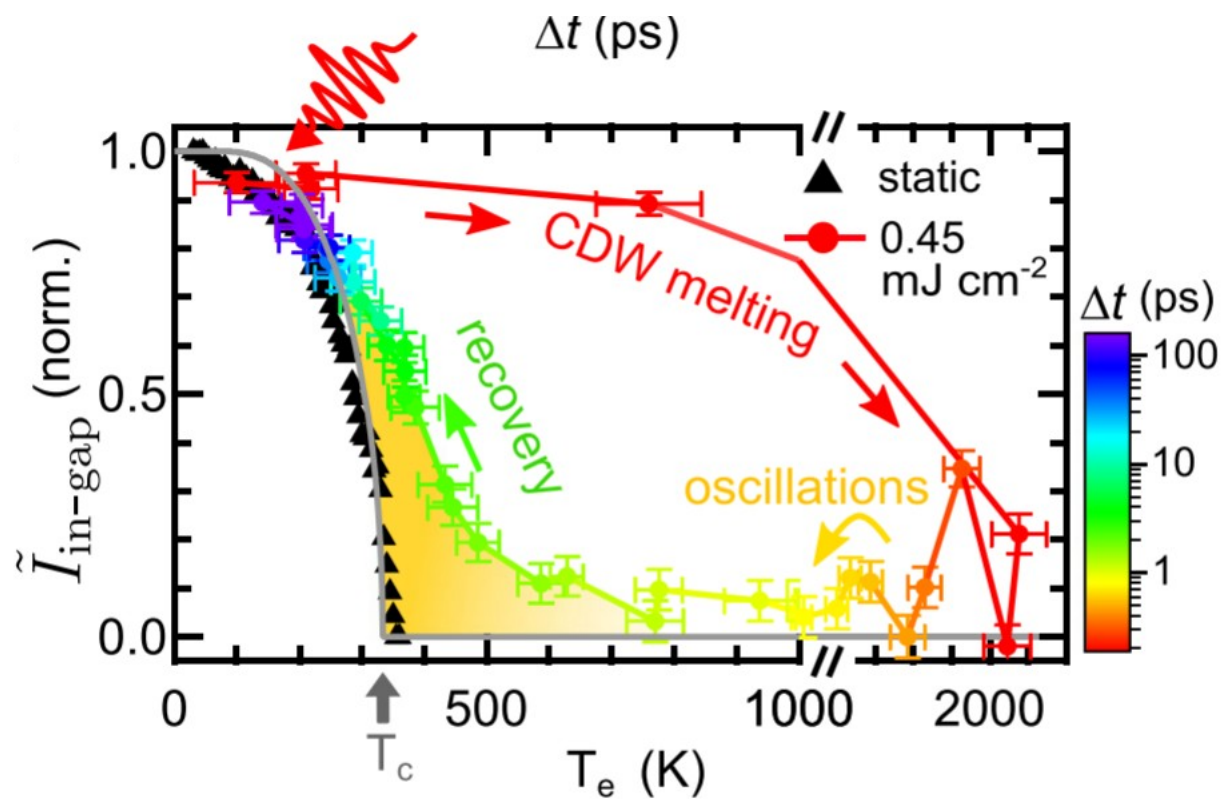 Δt (ps)
1.0
0.5
0.0
Ĩin-gap (norm.)
static
0.45
mJ cm-2
CDW melting
recovery
oscillations
Δt (ps)
100
10
1
0
500
1000
2000
Tc
Te (K)